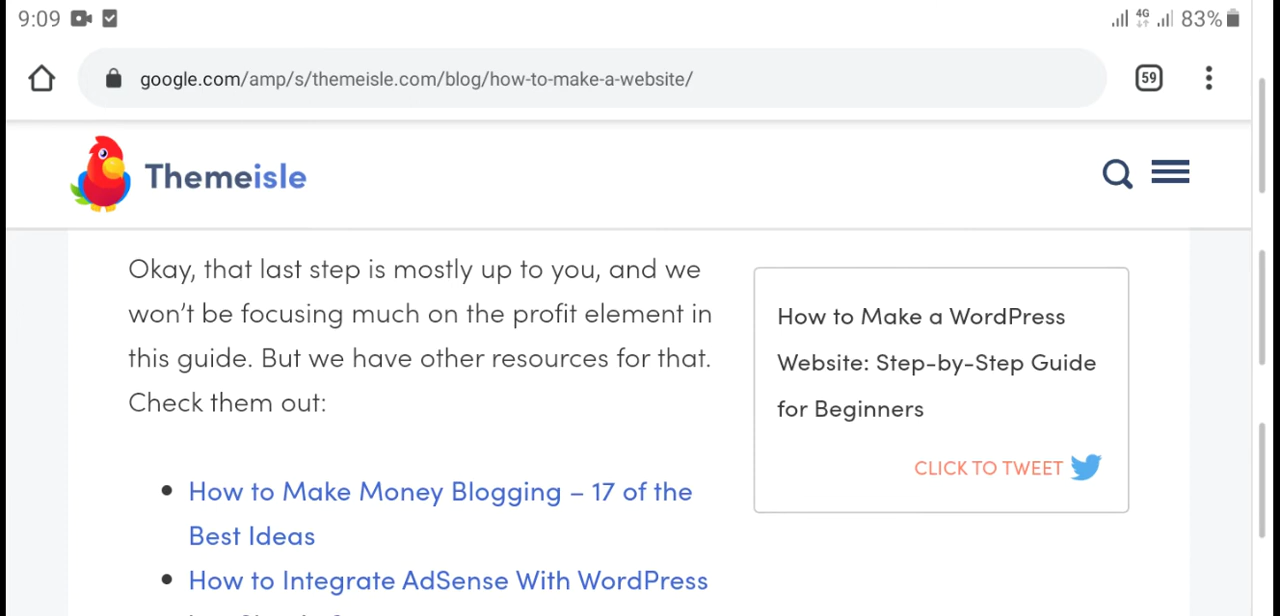 9:09
4G
83%
google.com/amp/s/themeisle.com/blog/how-to-make-a-website/
59
Themeisle
Okay, that last step is mostly up to you, and we
won't be focusing much on the profit element in
this guide. But we have other resources for that.
Check them out:
How to Make a WordPress
Website: Step-by-Step Guide
for Beginners
CLICK TO TWEET
• How to Make Money Blogging – 17 of the
Best Ideas
• How to Integrate AdSense With WordPress